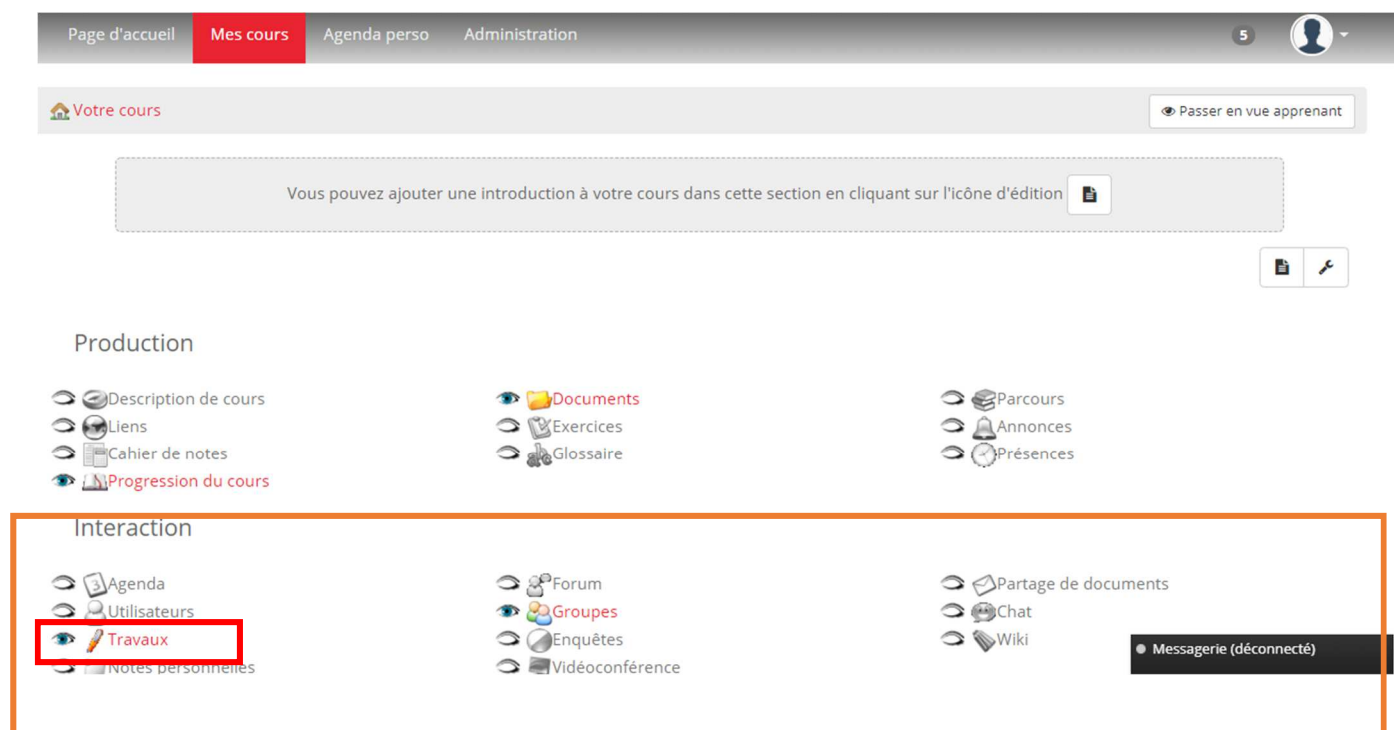 Page d'accueil Mes cours Agenda perso Administration 5
Votre cours Passer en vue apprenant
Vous pouvez ajouter une introduction à votre cours dans cette section en cliquant sur l'icône d'édition
Production
Description de cours Documents Parcours
Liens Exercices Annonces
Cahier de notes Glossaire Présences
Progression du cours
Interaction
3 Agenda Forum Partage de documents
Utilisateurs Groupes Chat
Travaux Enquêtes Wiki
Messagerie (déconnecté)
Notes personnelles Vidéoconférence